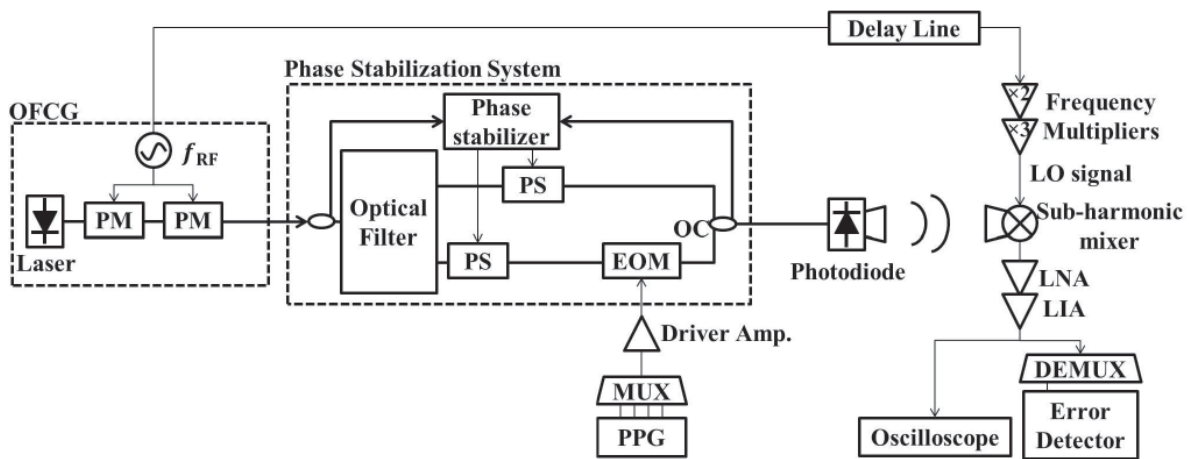 Delay Line
Phase Stabilization System
OFCG
Phase
stabilizer
×2
Frequency
×3
Multipliers
fRF
LO signal
PS
Optical
Filter
PM
PM
Sub-harmonic
mixer
OC
Laser
PS
EOM
Photodiode
LNA
LIA
Driver Amp.
MUX
PPG
DEMUX
Oscilloscope
Error
Detector